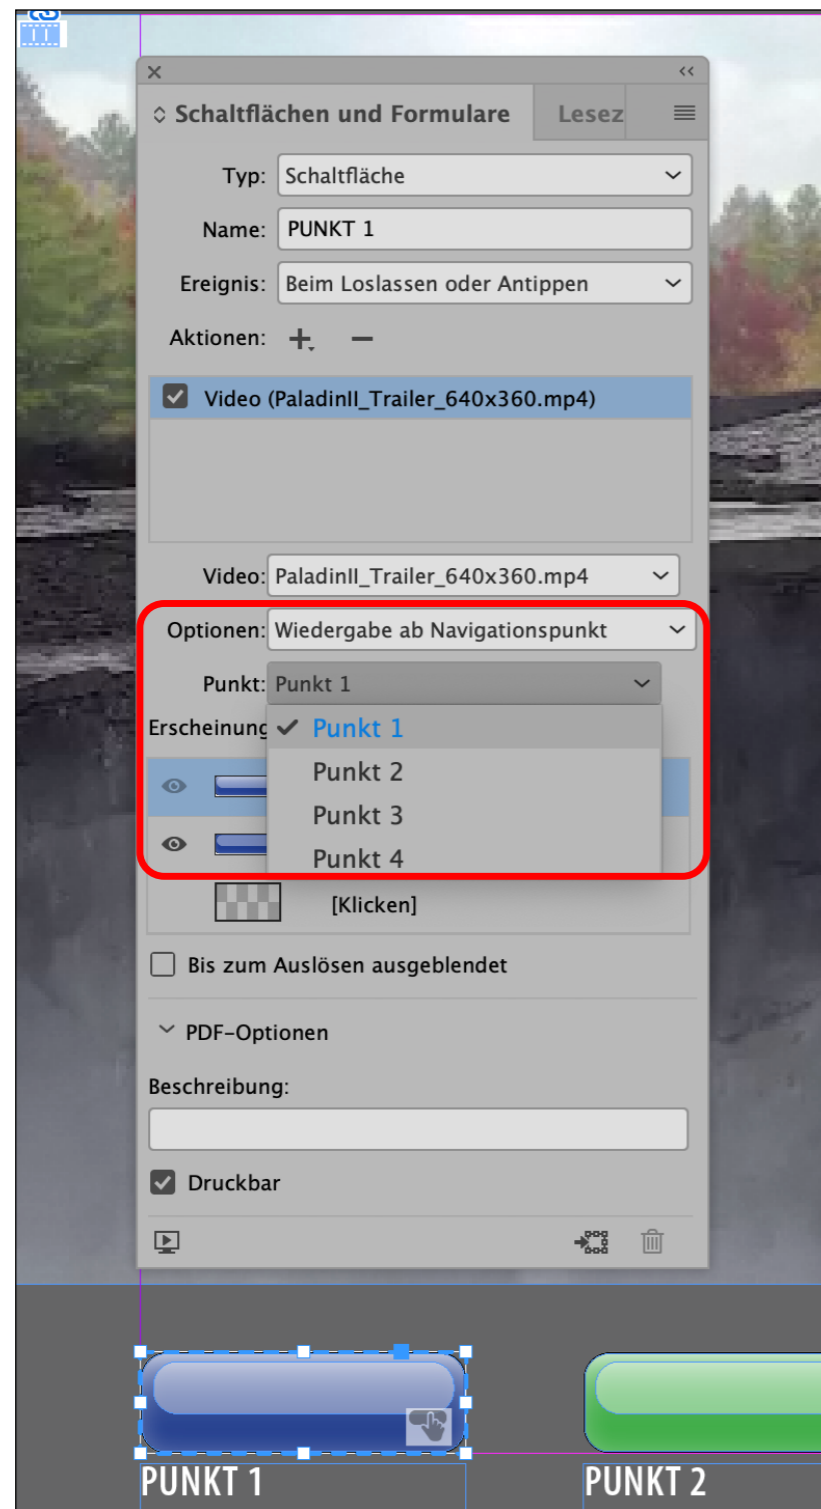 Schaltflächen und Formulare Lesez
Typ: Schaltfläche
Name: PUNKT 1
Ereignis: Beim Loslassen oder Antippen
Aktionen:
Video (PaladinII_Trailer_640x360.mp4)
Video: PaladinII_Trailer_640x360.mp4
Optionen: Wiedergabe ab Navigationspunkt
Punkt: Punkt 1
Erscheinung
Punkt 1
Punkt 2
Punkt 3
Punkt 4
[Klicken]
Bis zum Auslösen ausgeblendet
PDF-Optionen
Beschreibung:
Druckbar
PUNKT 1 PUNKT 2